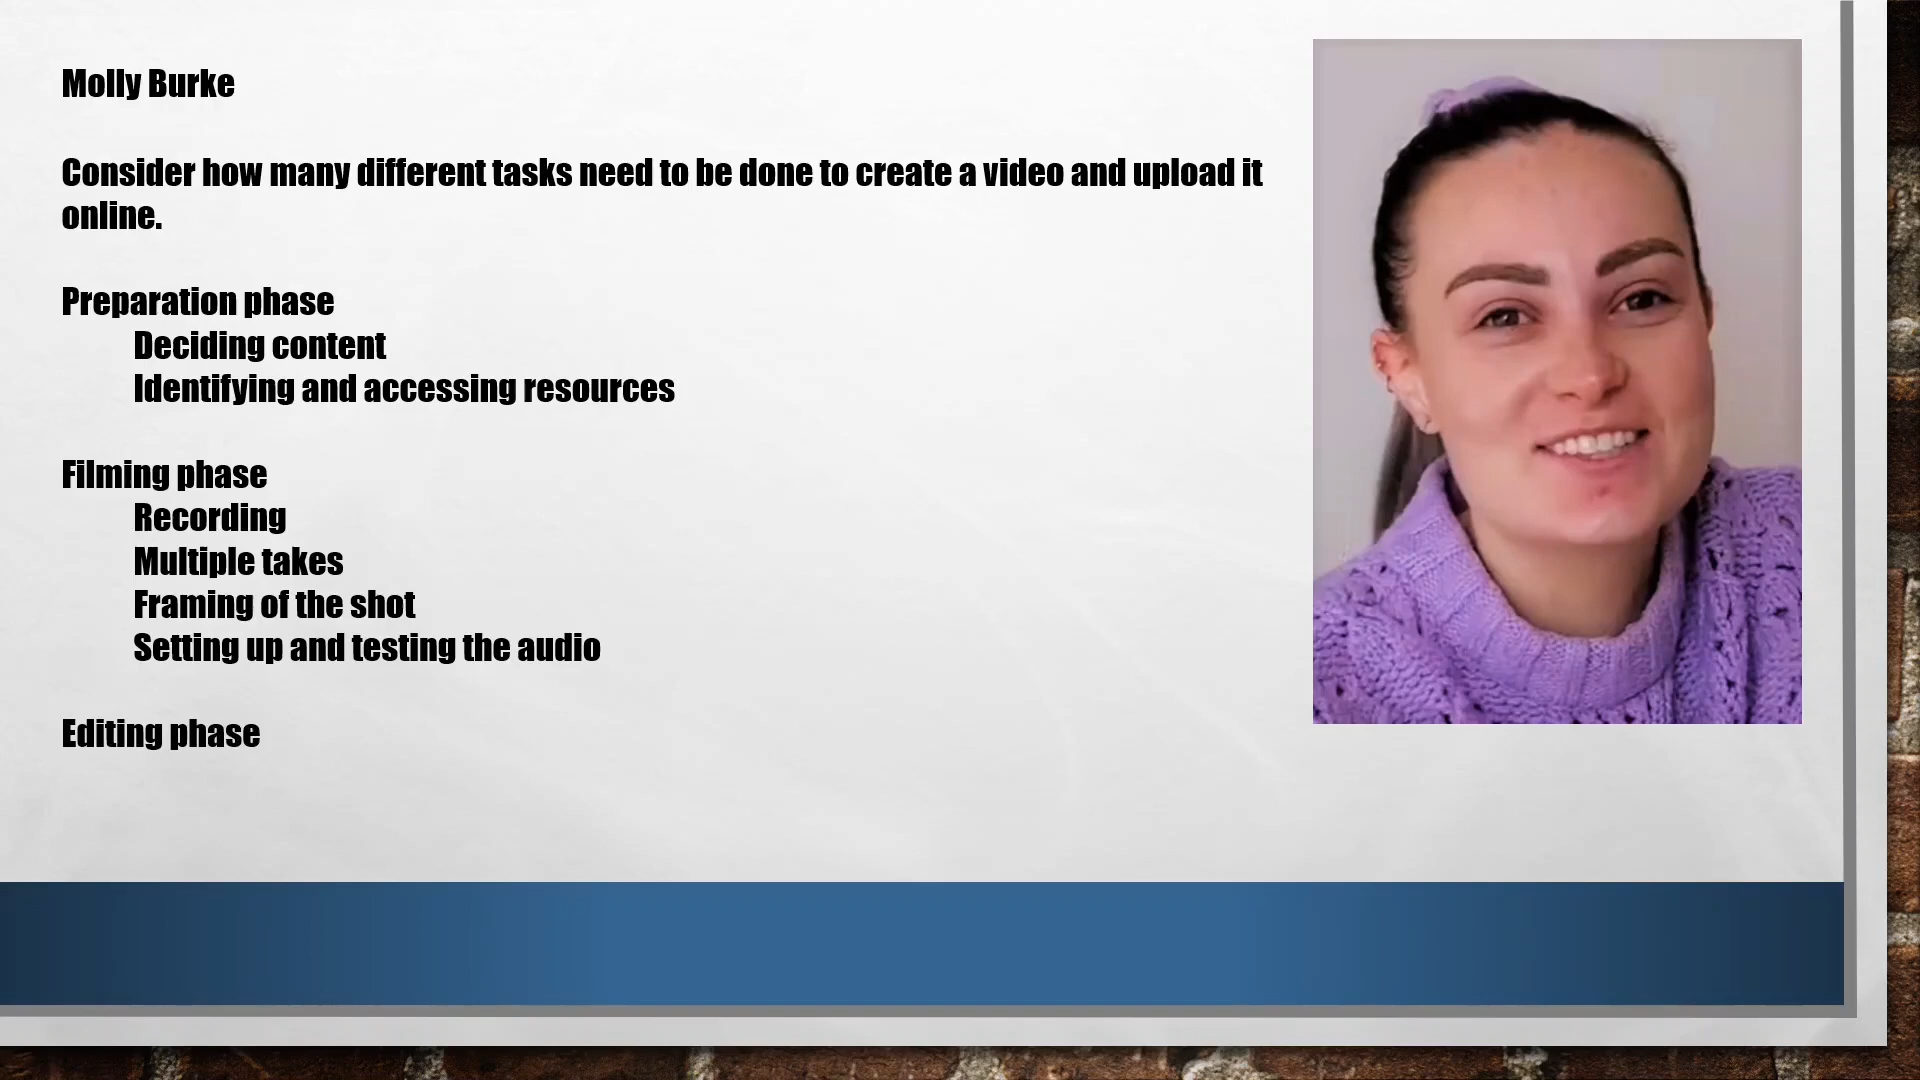 Molly Burke
Consider how many different tasks need to be done to create a video and upload it
online.
Preparation phase
Deciding content
Identifying and accessing resources
Filming phase
Recording
Multiple takes
Framing of the shot
Setting up and testing the audio
Editing phase